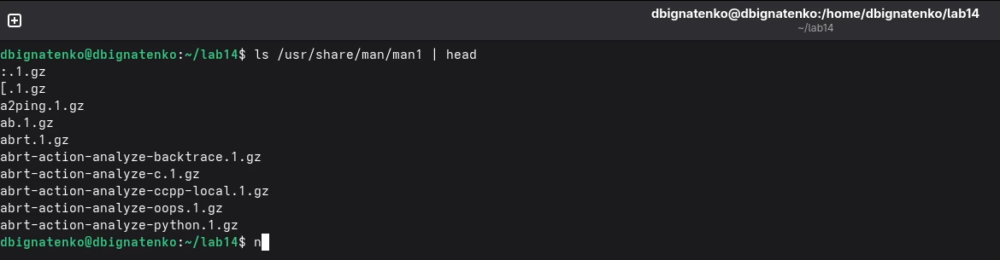 dbignatenko@dbignatenko:/home/dbignatenko/lab14
~/lab14
dbignatenko@dbignatenko:~/lab14$ ls /usr/share/man/man1 | head
:.1.gz
[.1.gz
a2ping.1.gz
ab.1.gz
abrt.1.gz
abrt-action-analyze-backtrace.1.gz
abrt-action-analyze-c.1.gz
abrt-action-analyze-ccpp-local.1.gz
abrt-action-analyze-oops.1.gz
abrt-action-analyze-python.1.gz
dbignatenko@dbignatenko:~/lab14$ n